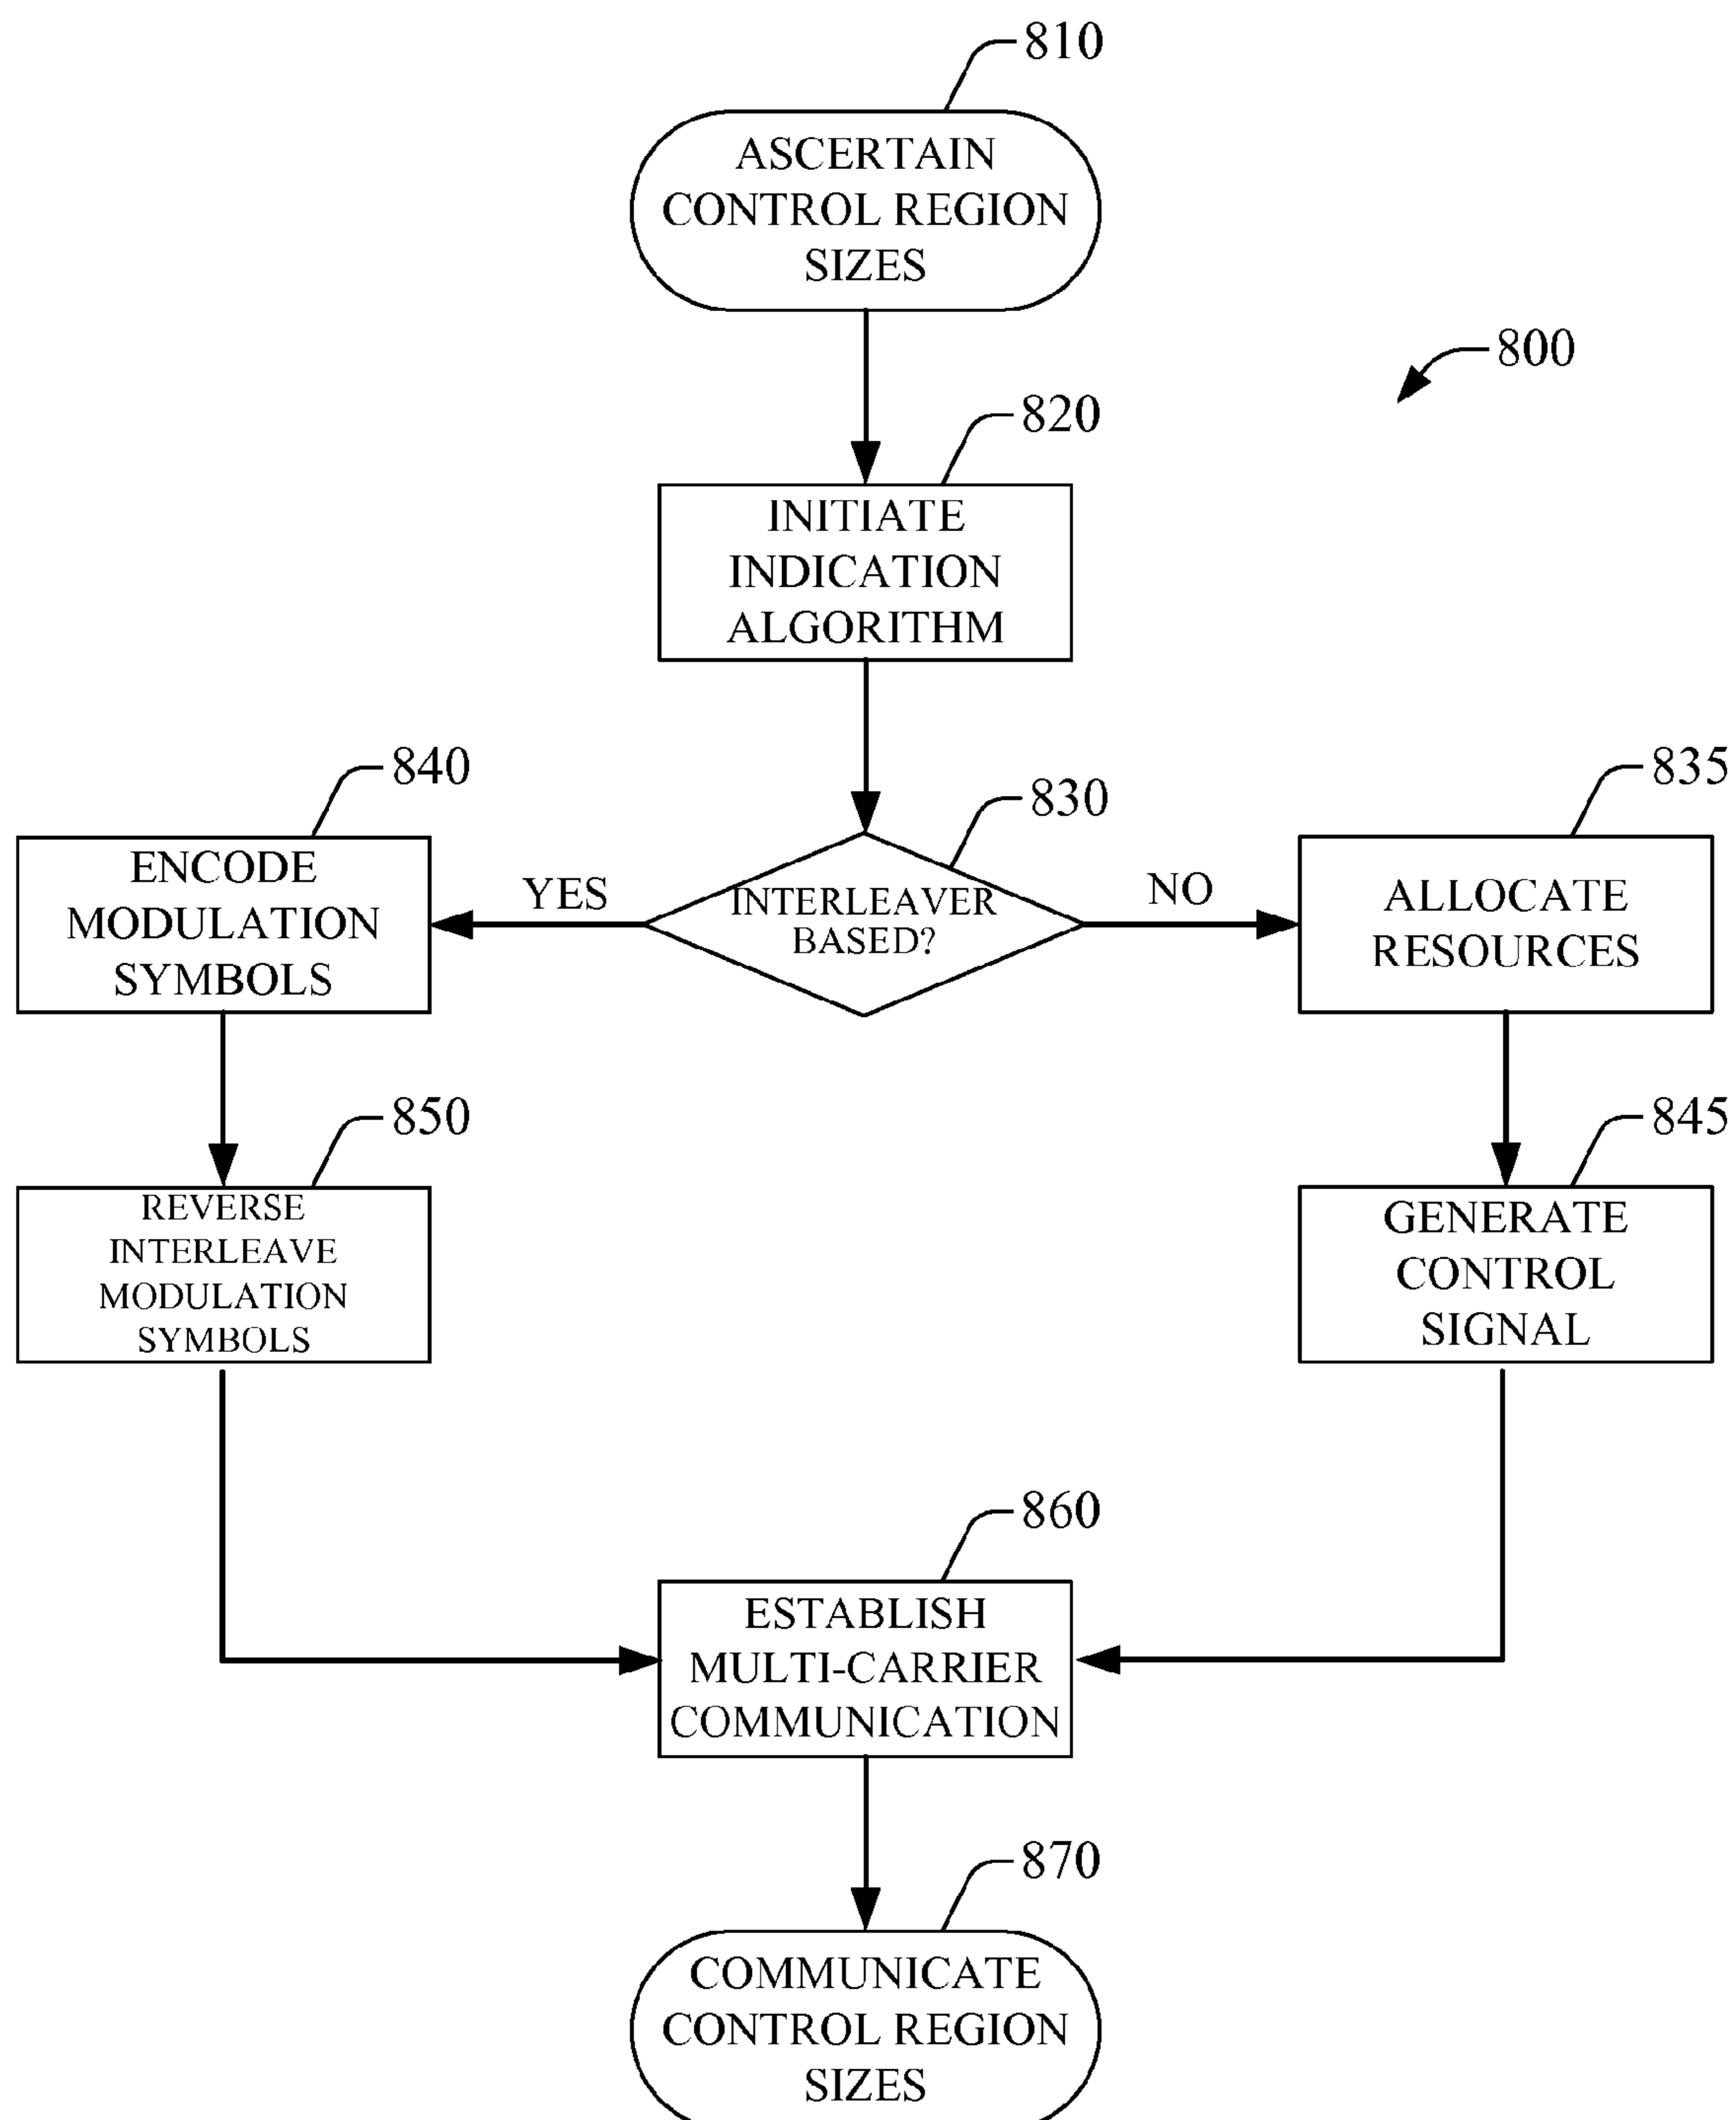 810
ASCERTAIN
CONTROL REGION
SIZES
800
820
INITIATE
INDICATION
ALGORITHM
840
830
835
ENCODE
MODULATION
SYMBOLS
YES
INTERLEAVER
BASED?
NO
ALLOCATE
RESOURCES
850
845
REVERSE
INTERLEAVE
MODULATION
SYMBOLS
GENERATE
CONTROL
SIGNAL
860
ESTABLISH
MULTI-CARRIER
COMMUNICATION
870
COMMUNICATE
CONTROL REGION
SIZES